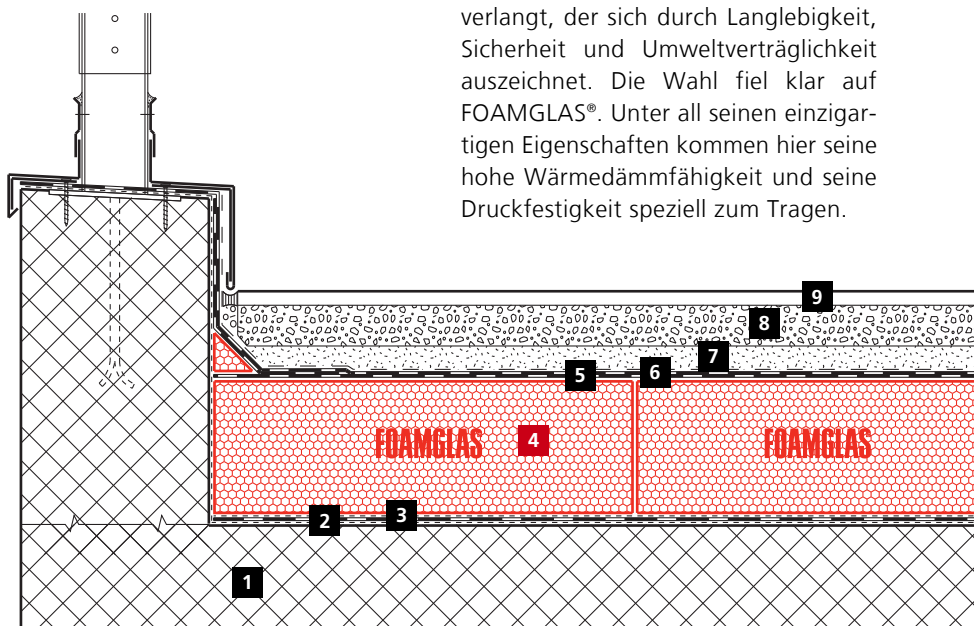 verlangt, der sich durch Langlebigkeit,
Sicherheit und Umweltverträglichkeit
auszeichnet. Die Wahl fiel klar auf
FOAMGLAS®. Unter all seinen einzigar-
tigen Eigenschaften kommen hier seine
hohe Wärmedämmfähigkeit und seine
Druckfestigkeit speziell zum Tragen.
9
8
7
6
5
FOAMGLAS 4 FOAMGLAS
3
2
1